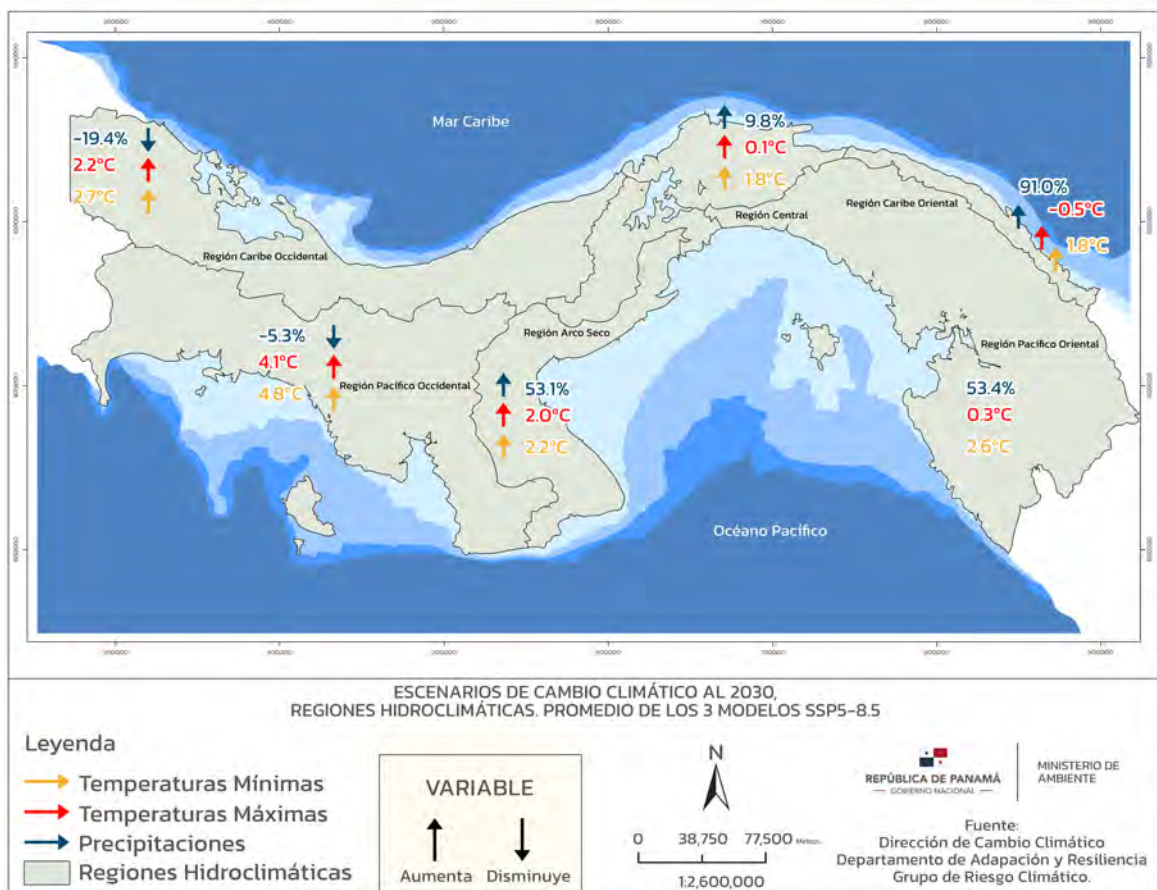 Mar Caribe
-19.4%
2.2°C
2.7°C
9.8%
0.1°C
1.8°C
91.0%
-0.5°C
1.8°C
Región Caribe Oriental
Región Central
Región Caribe Occidental
Región Arco Seco
Región Pacífico Oriental
-5.3%
4.1°C
4.8°C
Región Pacífico Occidental
53.1%
2.0°C
2.2°C
53.4%
0.3°C
2.6°C
Océano Pacífico
ESCENARIOS DE CAMBIO CLIMÁTICO AL 2030,
REGIONES HIDROCLIMÁTICAS. PROMEDIO DE LOS 3 MODELOS SSP5-8.5
Leyenda
Temperaturas Mínimas
Temperaturas Máximas
Precipitaciones
Regiones Hidroclimáticas
VARIABLE
Aumenta Disminuye
N
0 38,750 77,500
1:2,600,000
REPÚBLICA DE PANAMÁ
GOBIERNO NACIONAL
MINISTERIO DE
AMBIENTE
Fuente:
Dirección de Cambio Climático
Departamento de Adapación y Resiliencia
Grupo de Riesgo Climático.